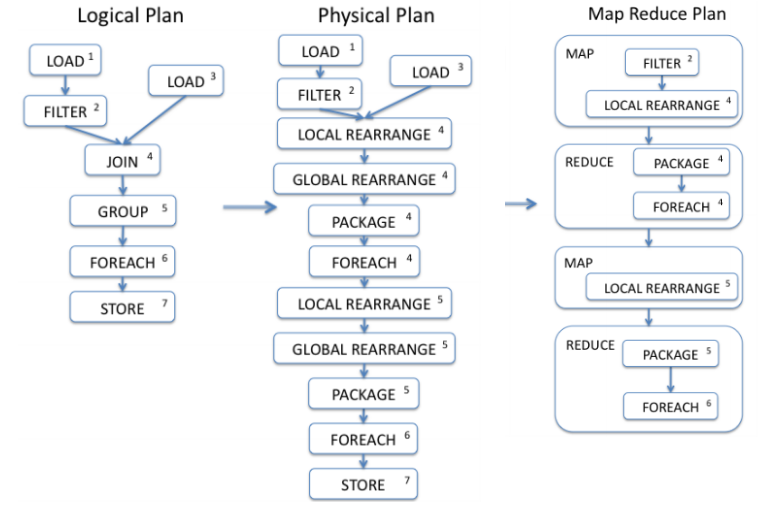 Logical Plan
LOAD 1
LOAD 3
FILTER 2
JOIN 4
GROUP 5
FOREACH 6
STORE 7
Physical Plan
LOAD 1
LOAD 3
FILTER 2
LOCAL REARRANGE 4
GLOBAL REARRANGE 4
PACKAGE 4
FOREACH 4
LOCAL REARRANGE 5
GLOBAL REARRANGE 5
PACKAGE 5
FOREACH 6
STORE 7
Map Reduce Plan
MAP
FILTER 2
LOCAL REARRANGE 4
REDUCE
PACKAGE 4
FOREACH 4
MAP
LOCAL REARRANGE 5
REDUCE
PACKAGE 5
FOREACH 6